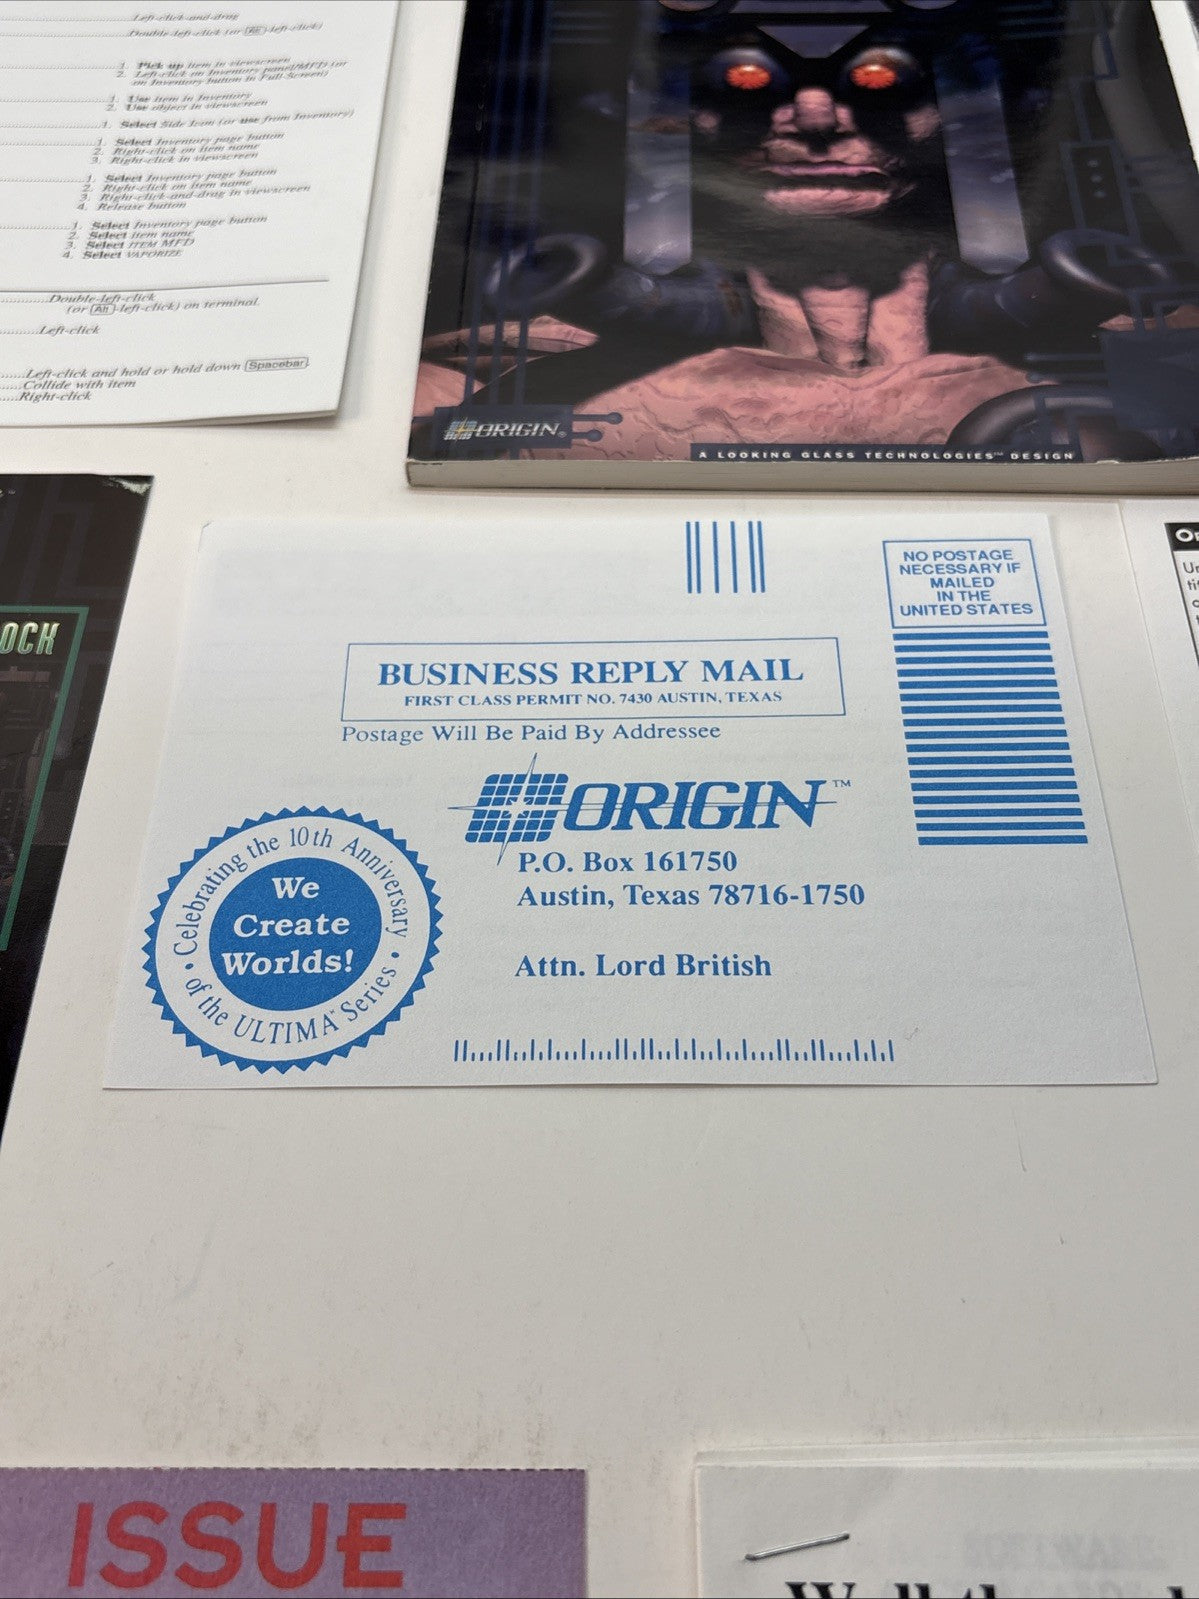 Left-click-and-drag
Double-left-click (or Alt-left-click)
1. Pick up item in viewscreen
2. Left-click on Inventory panel/MFD (or
on Inventory button in Full-Screen)
1. Use item in Inventory
2. Use object in viewscreen
1. Select Side Icon (or use from Inventory)
1. Select Inventory page button
2. Right-click on item name
3. Right-click in viewscreen
1. Select Inventory page button
2. Right-click on item name
3. Right-click-and-drag in viewscreen
4. Release button
1. Select Inventory page button
2. Select item name
3. Select ITEM MFD
4. Select VAPORIZE
Double-left-click
(or Alt-left-click) on terminal.
Left-click
Left-click and hold or hold down Spacebar.
Collide with item
Right-click
ORIGIN®
A LOOKING GLASS TECHNOLOGIES™ DESIGN
OCK
NO POSTAGE
NECESSARY IF
MAILED
IN THE
UNITED STATES
BUSINESS REPLY MAIL
FIRST CLASS PERMIT NO. 7430 AUSTIN, TEXAS
Postage Will Be Paid By Addressee
ORIGIN™
P.O. Box 161750
Austin, Texas 78716-1750
Attn. Lord British
Celebrating the 10th Anniversary
• of the ULTIMA™ Series •
We
Create
Worlds!
ISSUE